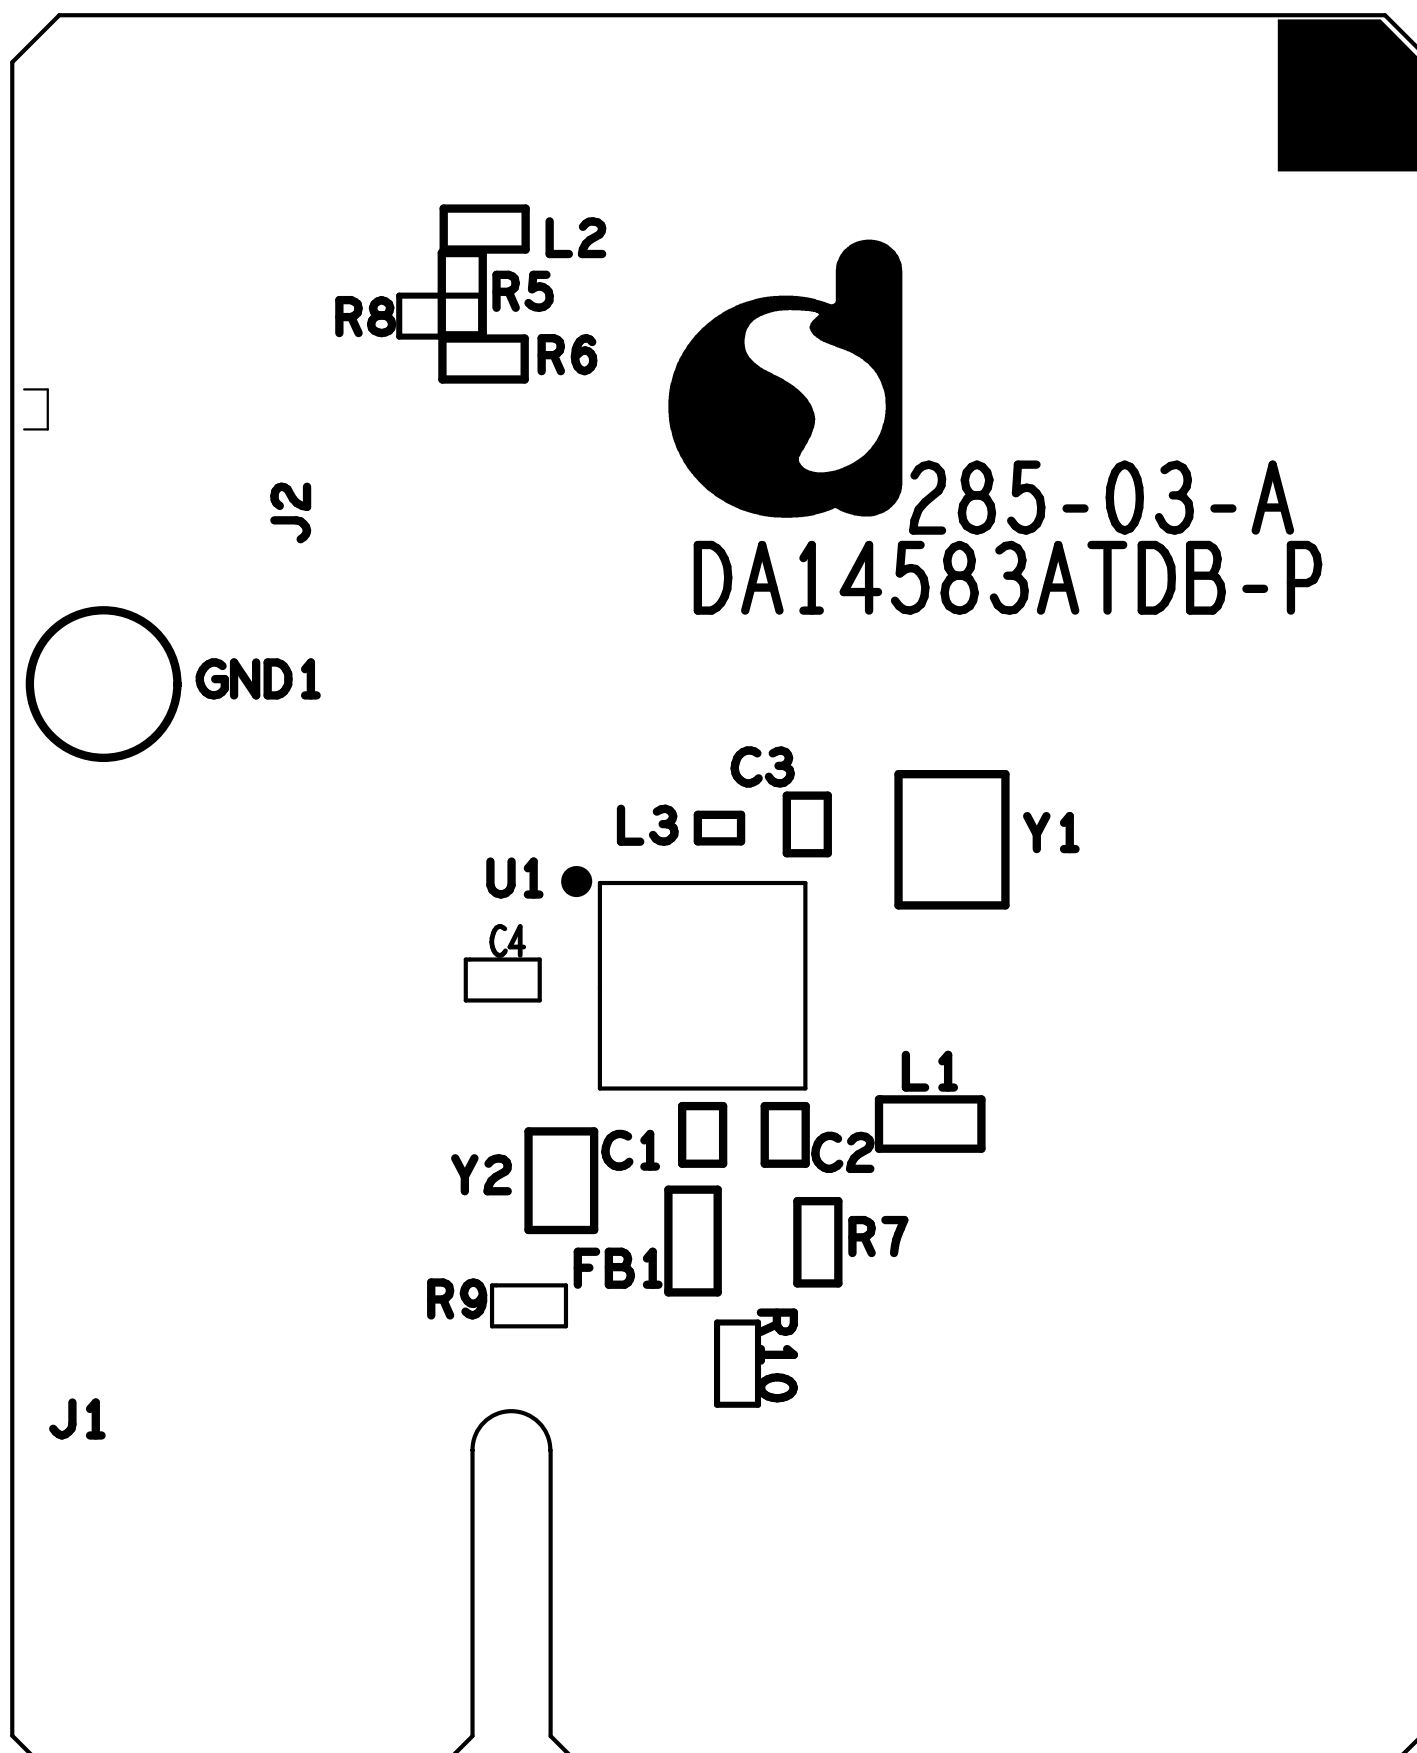 L2
R5
R8
R6
J2
285-03-A
DA14583ATDB-P
GND1
C3
L3
Y1
U1
C4
L1
C1
C2
Y2
R7
FB1
R9
R10
J1